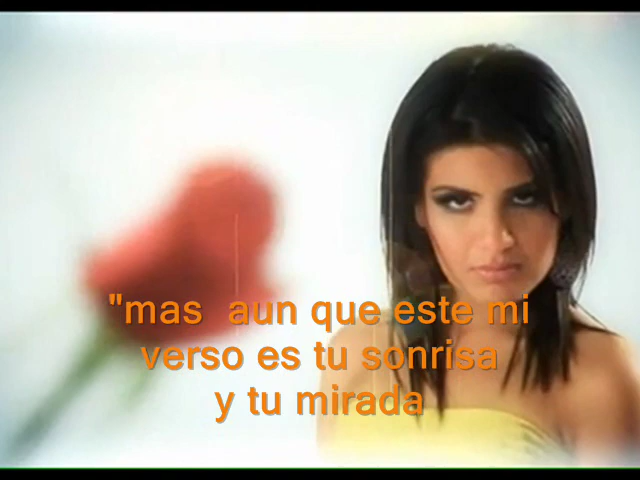 "mas  aun que este mi
verso es tu sonrisa
y tu mirada